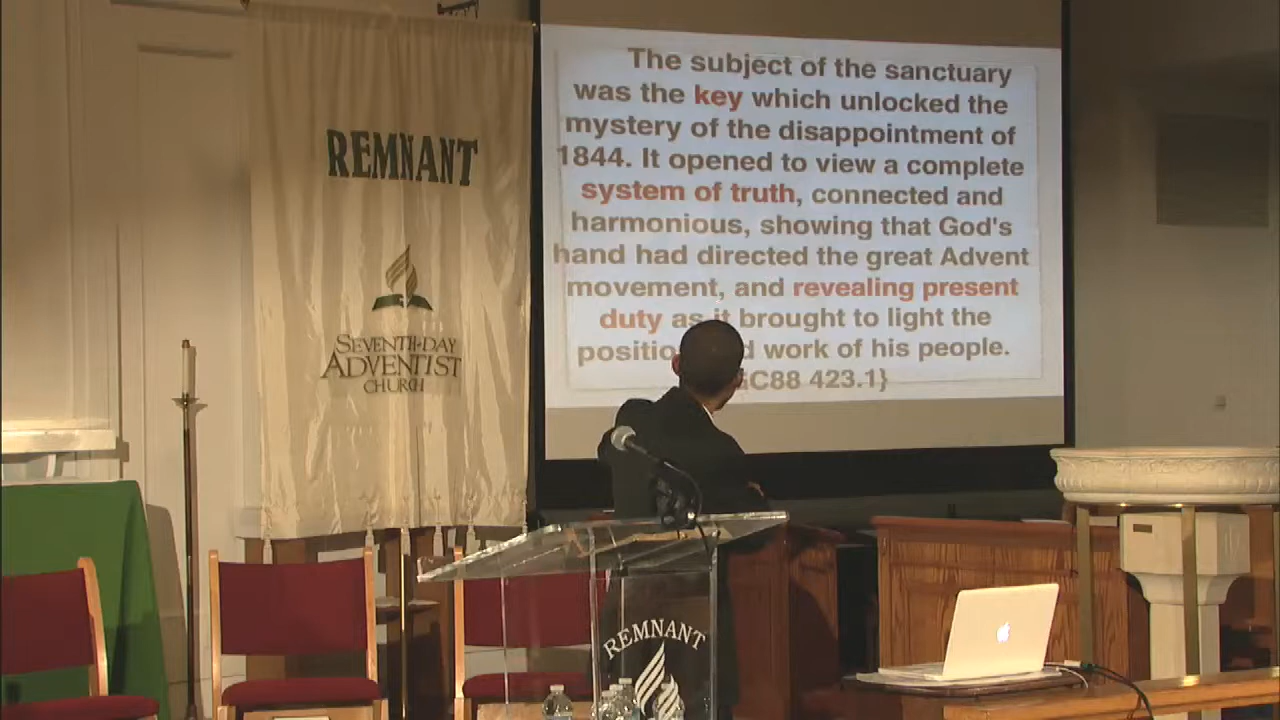 REMNANT
SEVENTH-DAY
ADVENTIST
CHURCH
The subject of the sanctuary
was the key which unlocked the
mystery of the disappointment of
1844. It opened to view a complete
system of truth, connected and
harmonious, showing that God's
hand had directed the great Advent
movement, and revealing present
duty as it brought to light the
work of his people.
423.1}
REMNANT